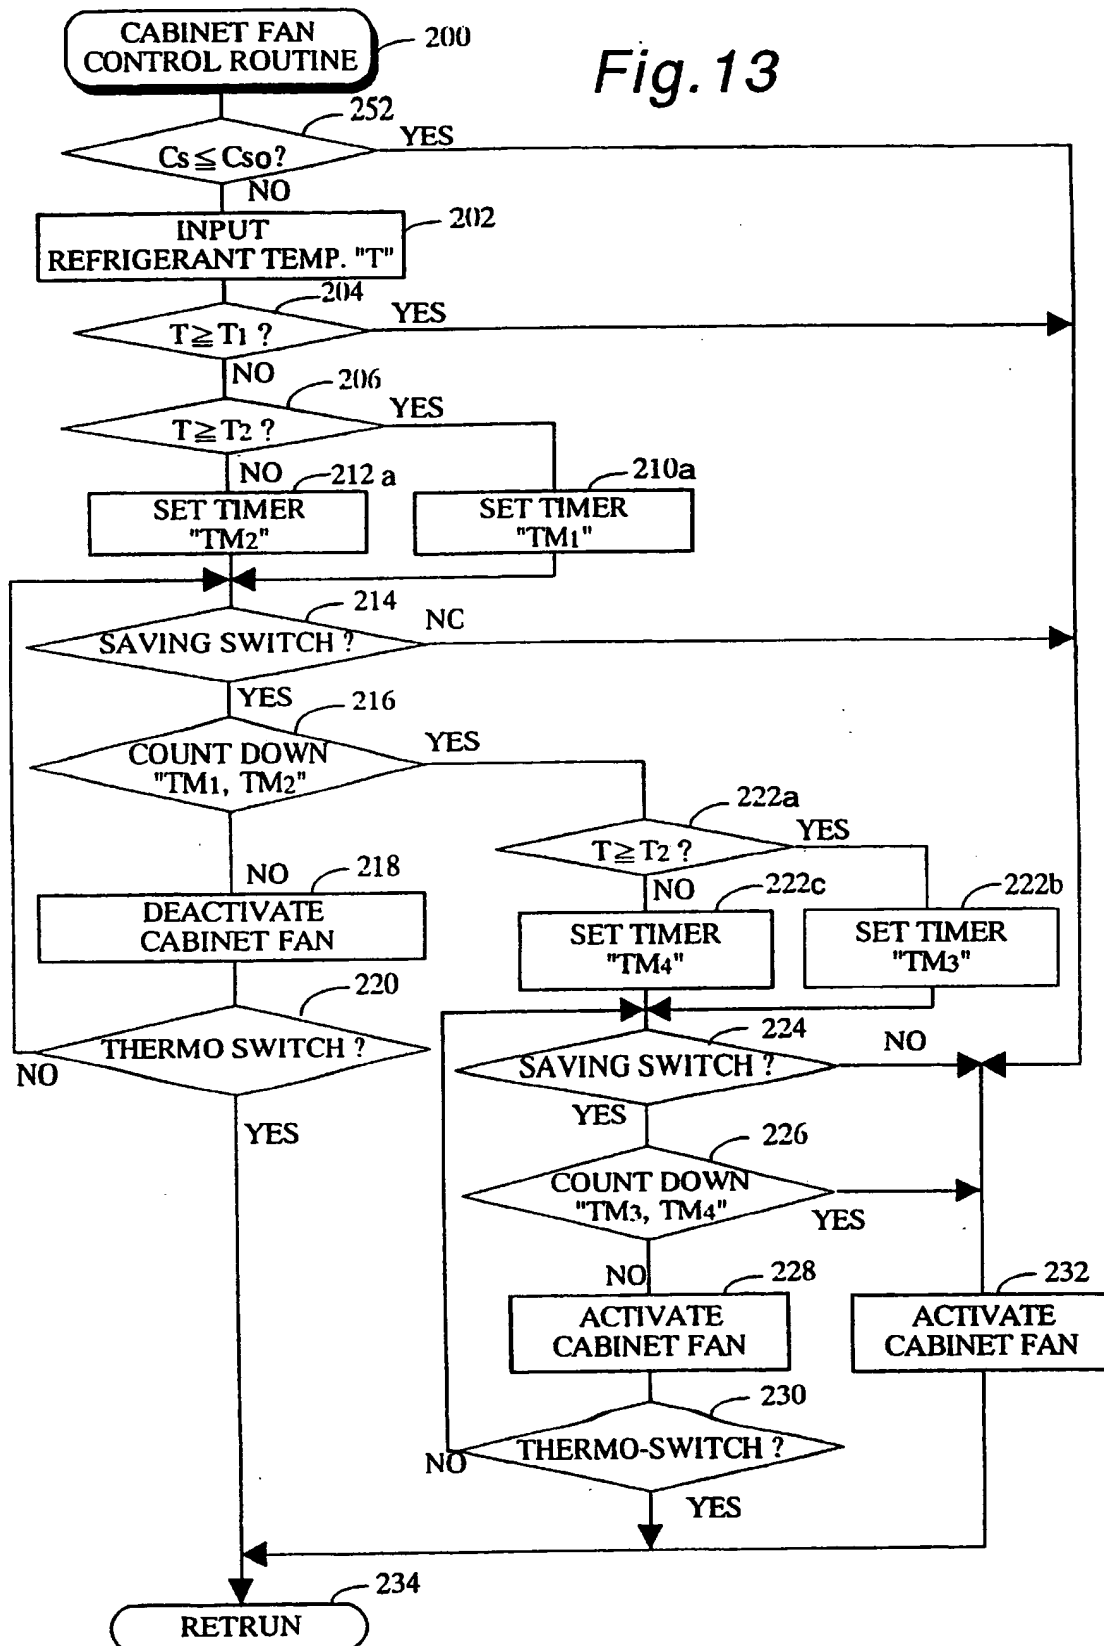 CABINET FAN
CONTROL ROUTINE
200
Fig.13
252
Cs≦Cso?
YES
NO
INPUT
REFRIGERANT TEMP. "T"
202
204
T≧T1 ?
YES
NO
206
T≧T2 ?
YES
NO
212 a
SET TIMER
"TM2"
210a
SET TIMER
"TM1"
214
SAVING SWITCH ?
NC
YES
216
COUNT DOWN
"TM1, TM2"
YES
222a
T≧T2 ?
YES
NO
218
DEACTIVATE
CABINET FAN
NO
222c
SET TIMER
"TM4"
222b
SET TIMER
"TM3"
220
THERMO SWITCH ?
NO
YES
224
SAVING SWITCH ?
NO
YES
226
COUNT DOWN
"TM3, TM4"
YES
NO
228
ACTIVATE
CABINET FAN
232
ACTIVATE
CABINET FAN
230
THERMO-SWITCH ?
NO
YES
234
RETRUN